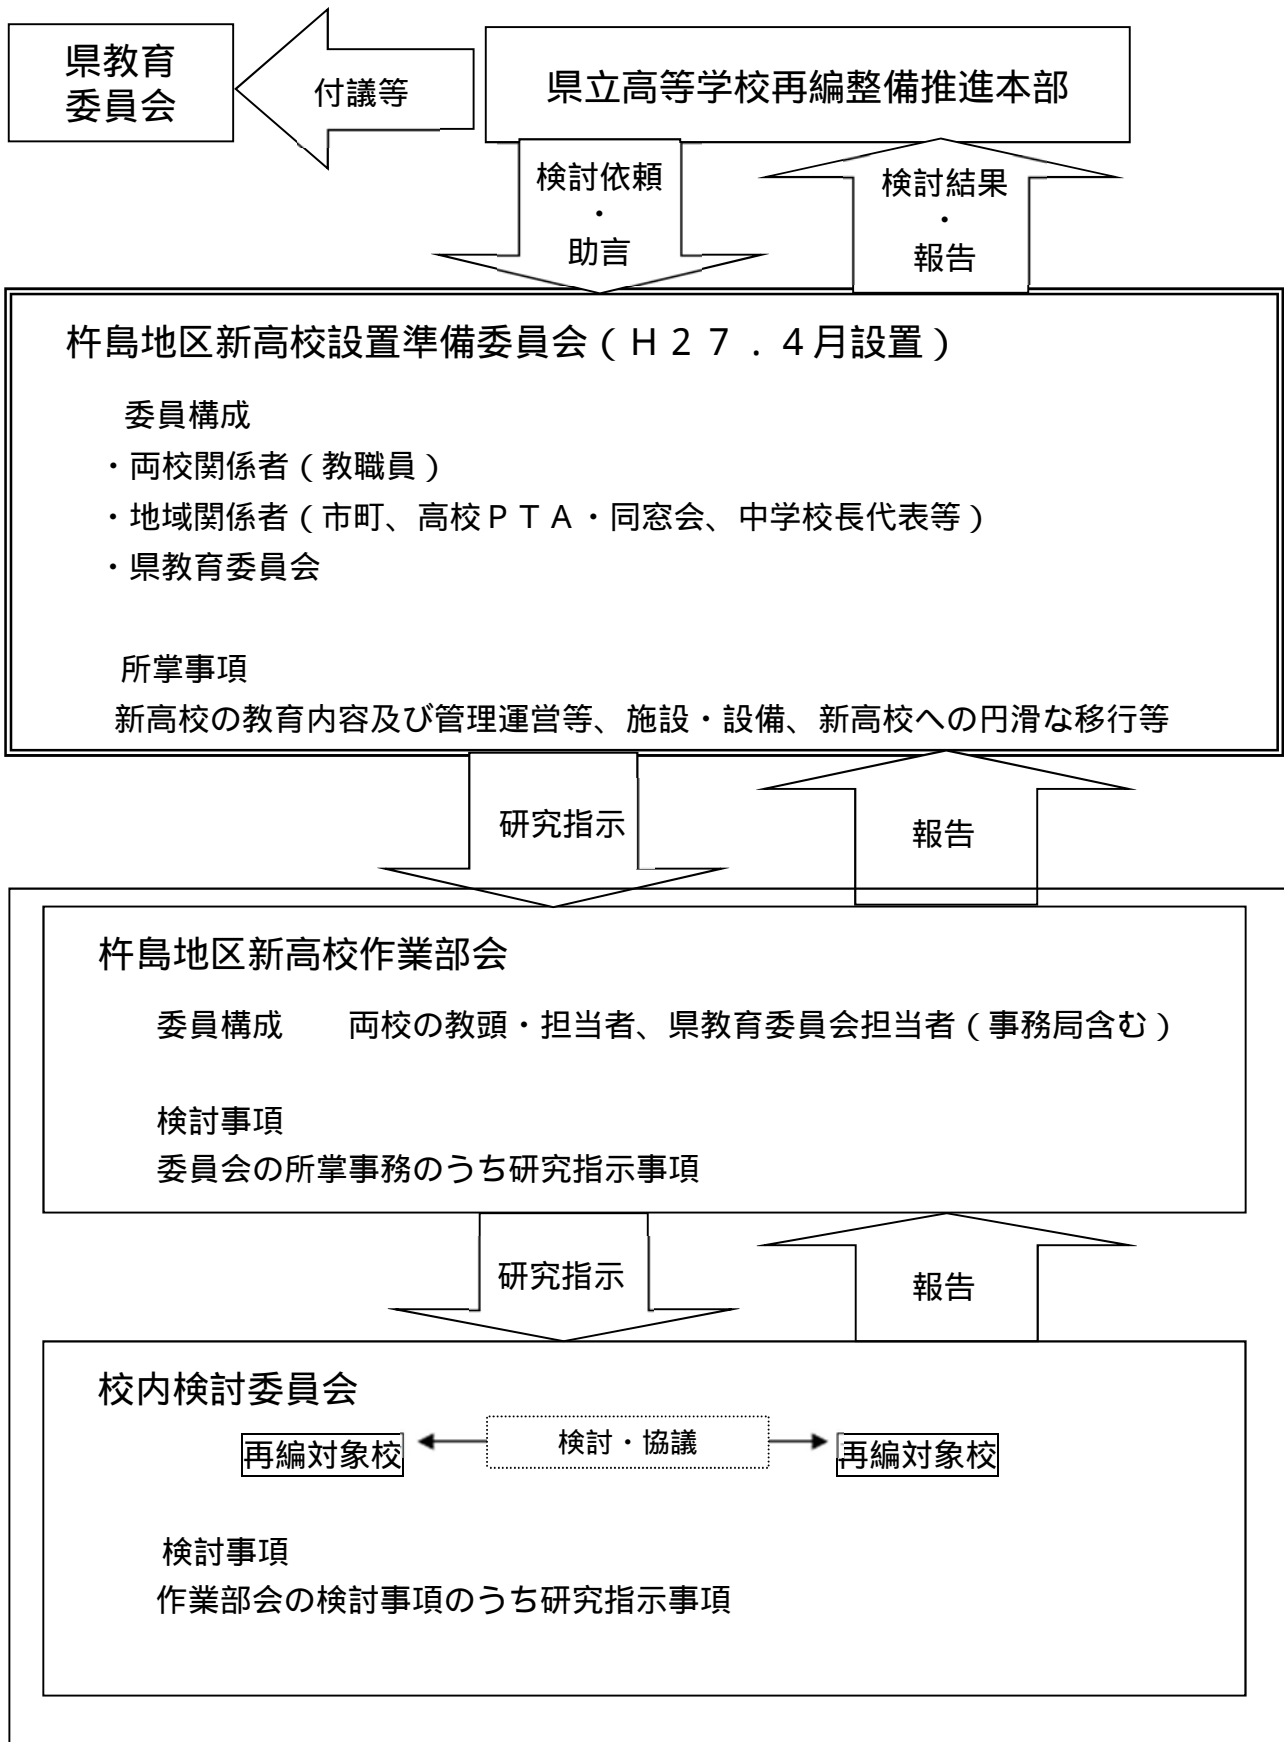 県教育
委員会
付議等
県立高等学校再編整備推進本部
検討依頼
・
助言
検討結果
・
報告
杵島地区新高校設置準備委員会（Ｈ２７．４月設置）
委員構成
・両校関係者（教職員）
・地域関係者（市町、高校ＰＴＡ・同窓会、中学校長代表等）
・県教育委員会
所掌事項
新高校の教育内容及び管理運営等、施設・設備、新高校への円滑な移行等
研究指示
報告
杵島地区新高校作業部会
委員構成　　両校の教頭・担当者、県教育委員会担当者（事務局含む）
検討事項
委員会の所掌事務のうち研究指示事項
研究指示
報告
校内検討委員会
再編対象校
検討・協議
再編対象校
検討事項
作業部会の検討事項のうち研究指示事項